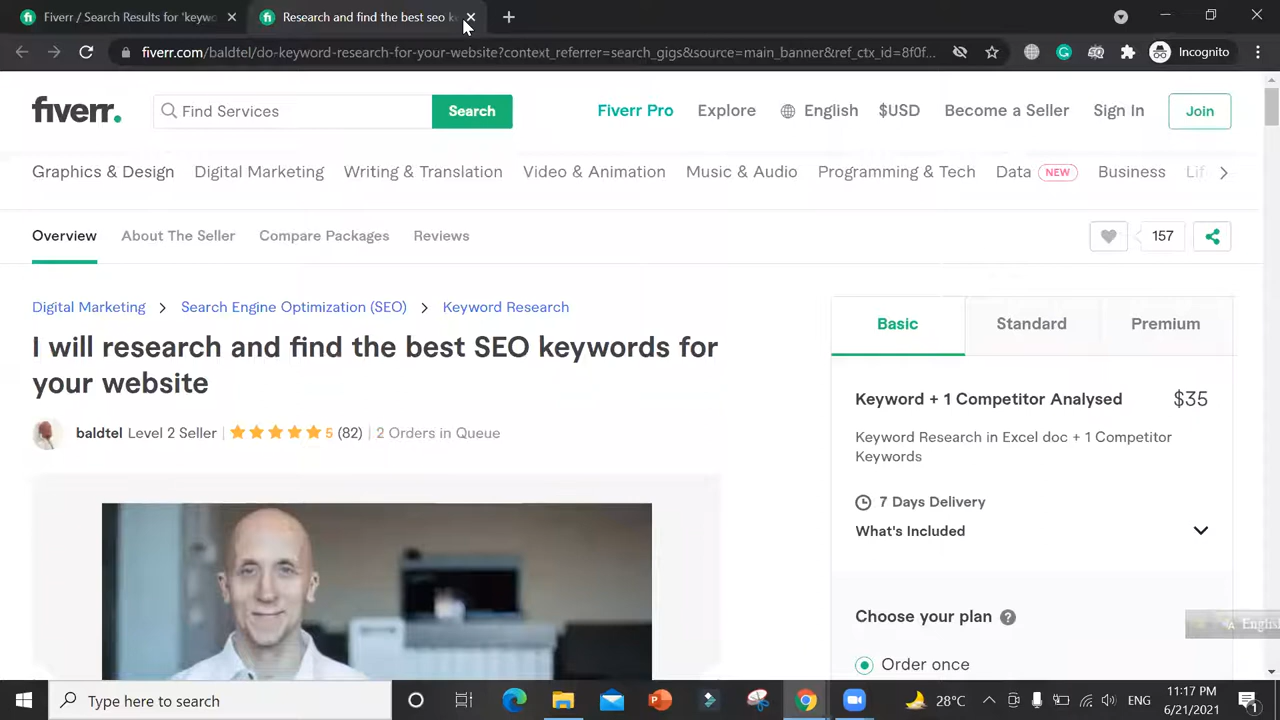 Fiverr / Search Results for 'keywo
Research and find the best seo k
fiverr.com/baldtel/do-keyword-research-for-your-website?context_referrer=search_gigs&source=main_banner&ref_ctx_id=8f0f...
Incognito
fiverr.
Find Services
Search
Fiverr Pro
Explore
English
$USD
Become a Seller
Sign In
Join
Graphics & Design
Digital Marketing
Writing & Translation
Video & Animation
Music & Audio
Programming & Tech
Data NEW
Business
Lif
Overview
About The Seller
Compare Packages
Reviews
157
Digital Marketing > Search Engine Optimization (SEO) > Keyword Research
I will research and find the best SEO keywords for
your website
baldtel Level 2 Seller 5 (82) 2 Orders in Queue
Basic
Standard
Premium
Keyword + 1 Competitor Analysed $35
Keyword Research in Excel doc + 1 Competitor
Keywords
7 Days Delivery
What's Included
Choose your plan ?
Order once
English
Type here to search
28°C
ENG
11:17 PM
6/21/2021
1